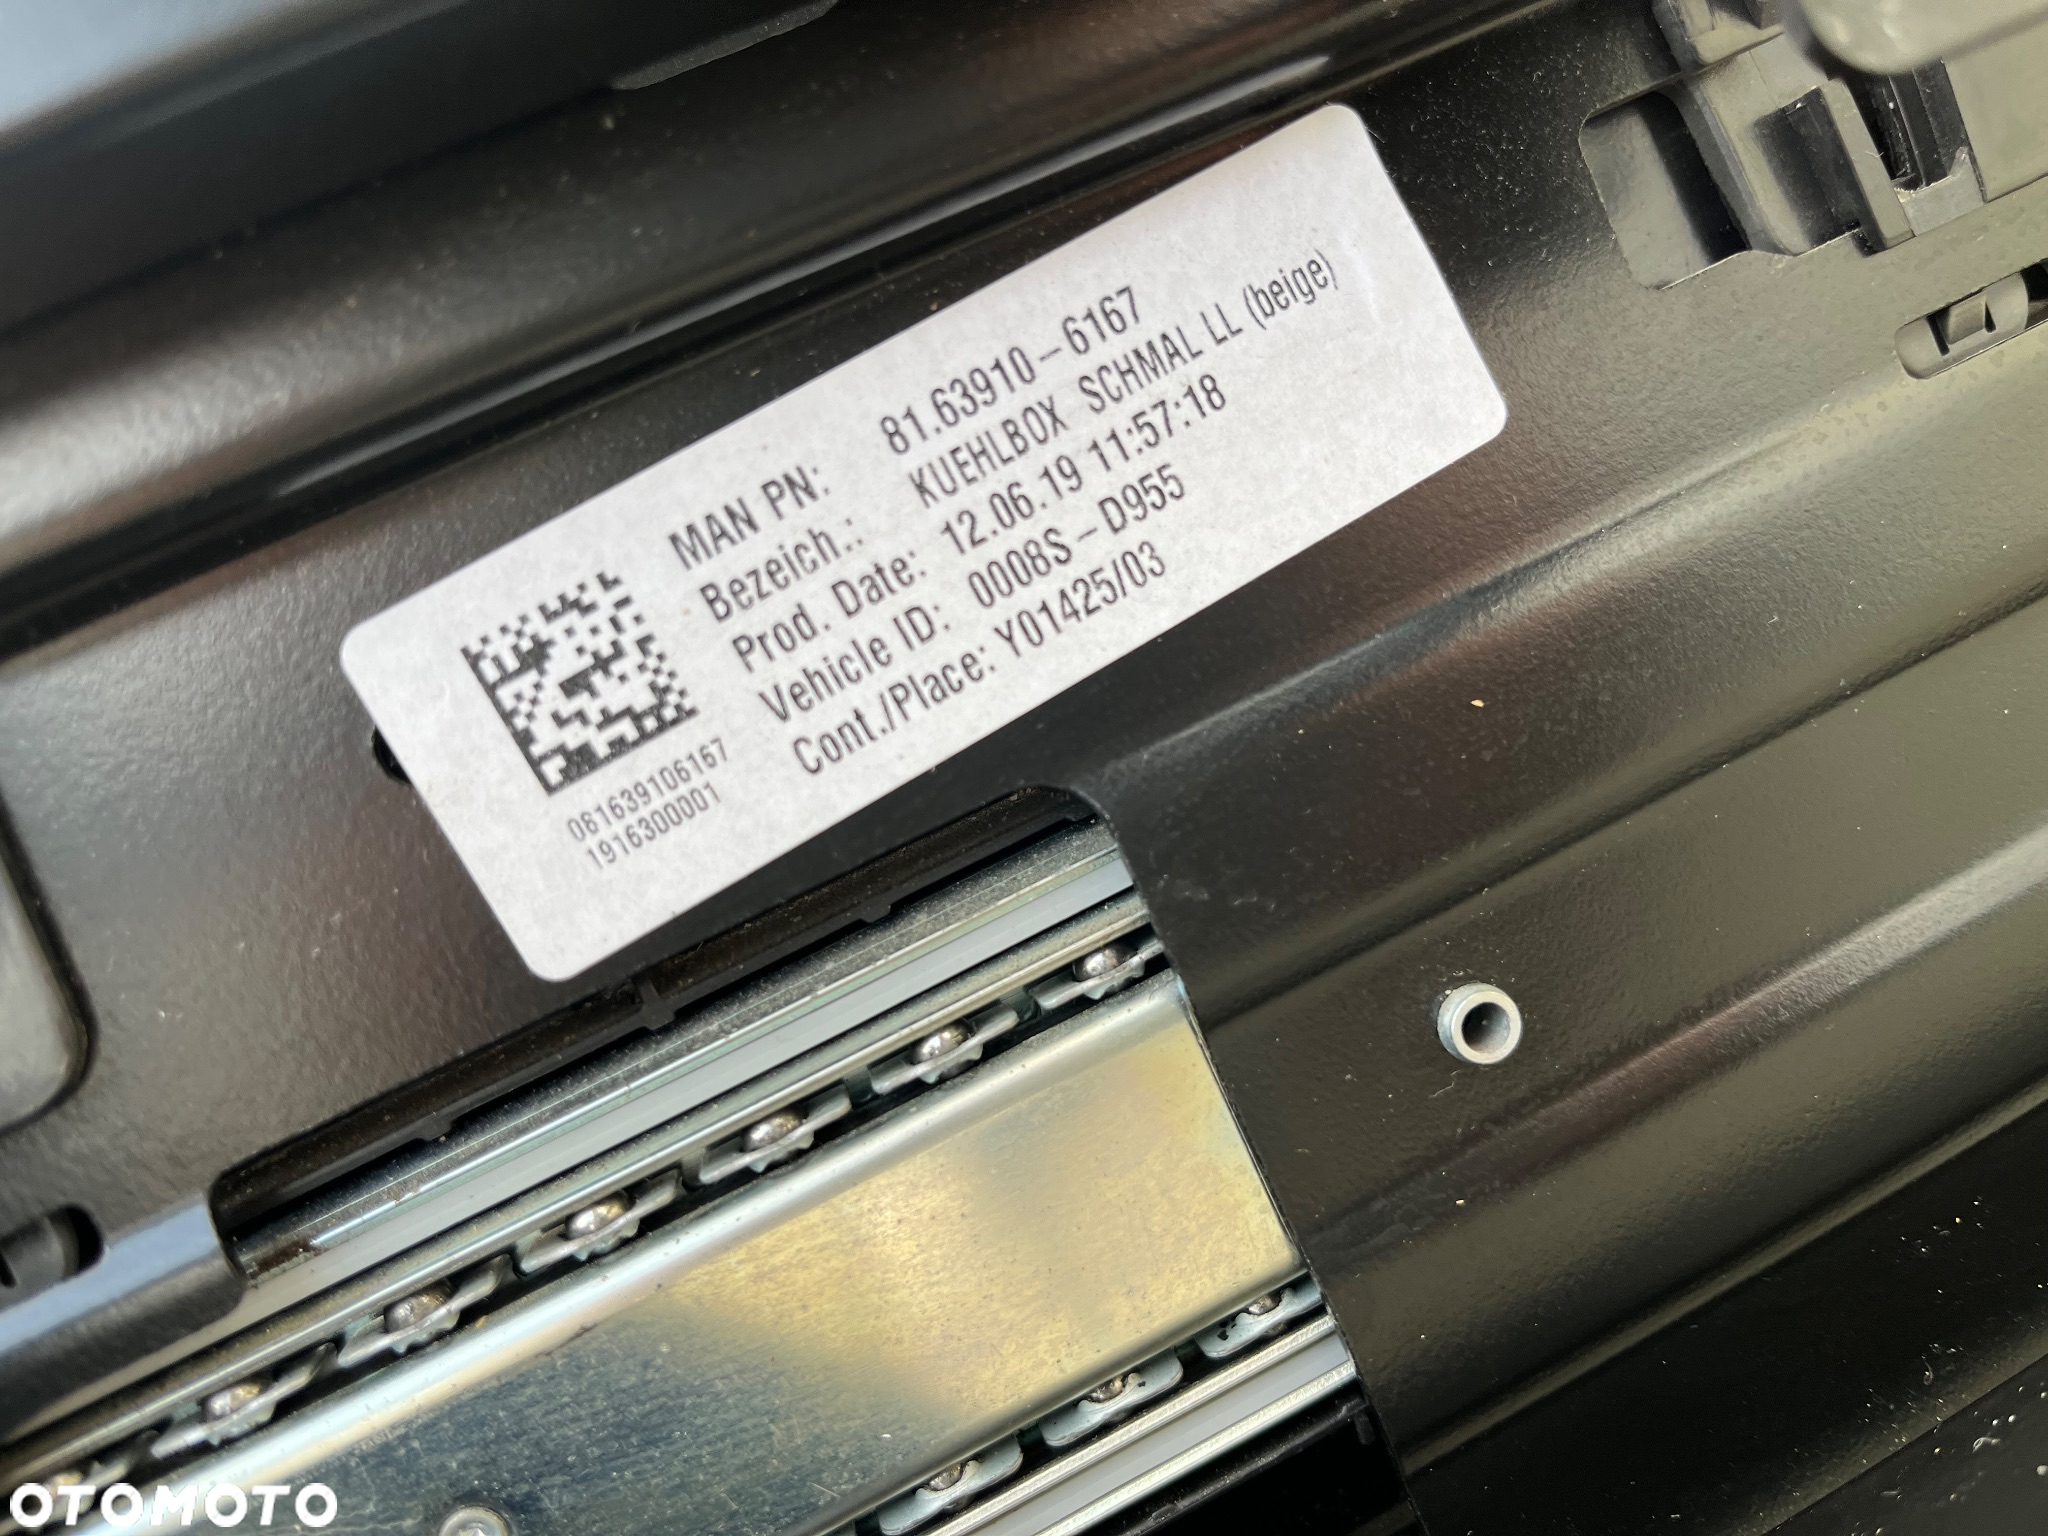 MAN PN: 81.63910-6167
Bezeich.: KUEHLBOX SCHMAL LL (beige)
Prod. Date: 12.06.19 11:57:18
Vehicle ID: 0008S-D955
Cont./Place: Y01425/03
081639106167
1916300001
OTOMOTO